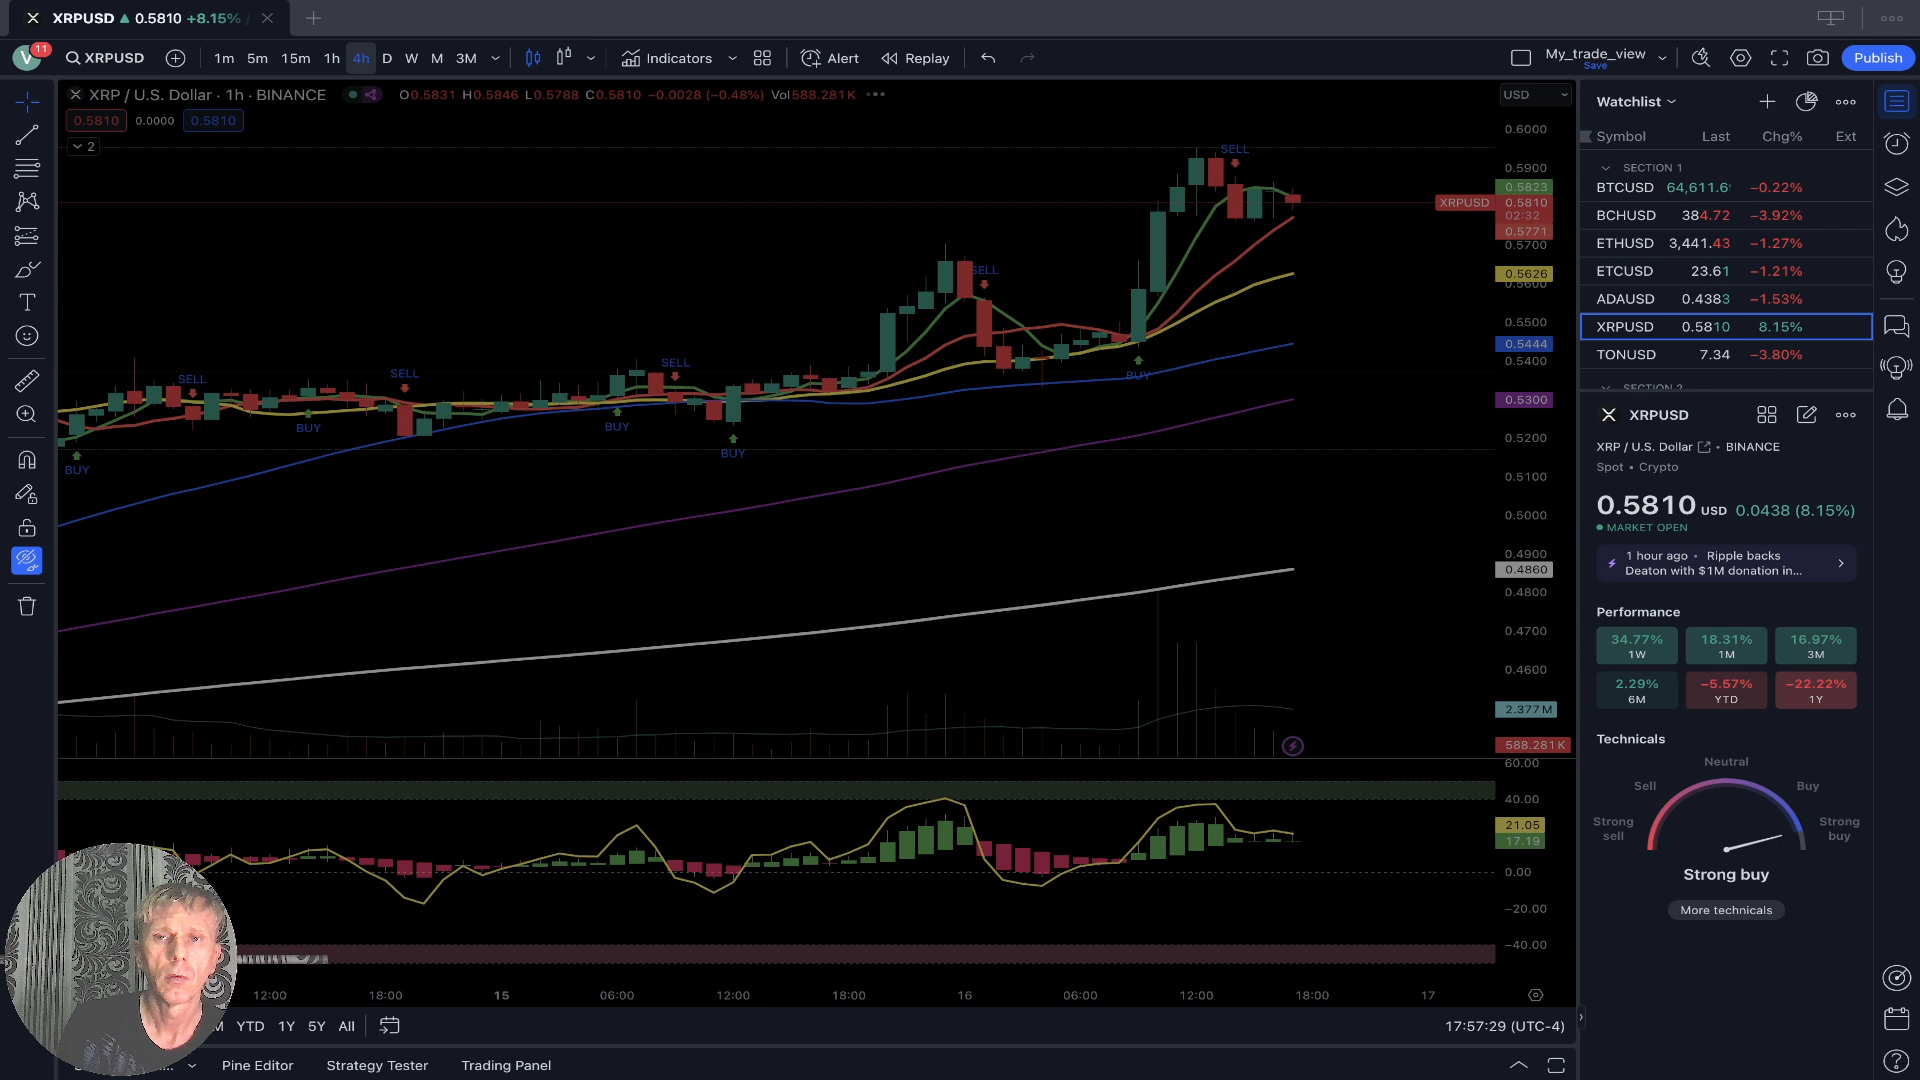 XRPUSD ▲ 0.5810 +8.15% /
V 11 XRPUSD 1m 5m 15m 1h 4h D W M 3M Indicators Alert Replay My_trade_view Save Publish
XRP / U.S. Dollar · 1h · BINANCE O0.5831 H0.5846 L0.5788 C0.5810 −0.0028 (−0.48%) Vol588.281K USD
0.5810 0.0000 0.5810
2
SELL
SELL
SELL
SELL
SELL
BUY
BUY
BUY
BUY
BUY
0.6000
0.5900
0.5823
XRPUSD 0.5810
02:32
0.5771
0.5700
0.5626
0.5600
0.5500
0.5444
0.5400
0.5300
0.5200
0.5100
0.5000
0.4900
0.4860
0.4800
0.4700
0.4600
2.377M
588.281K
60.00
40.00
21.05
17.19
0.00
−20.00
−40.00
12:00 18:00 15 06:00 12:00 18:00 16 06:00 12:00 18:00 17
M YTD 1Y 5Y All 17:57:29 (UTC-4)
Pine Editor Strategy Tester Trading Panel
Watchlist
Symbol Last Chg% Ext
SECTION 1
BTCUSD 64,611.6 −0.22%
BCHUSD 384.72 −3.92%
ETHUSD 3,441.43 −1.27%
ETCUSD 23.61 −1.21%
ADAUSD 0.4383 −1.53%
XRPUSD 0.5810 8.15%
TONUSD 7.34 −3.80%
SECTION 2
XRPUSD
XRP / U.S. Dollar • BINANCE
Spot • Crypto
0.5810 USD 0.0438 (8.15%)
MARKET OPEN
1 hour ago • Ripple backs
Deaton with $1M donation in...
Performance
34.77% 18.31% 16.97%
1W 1M 3M
2.29% −5.57% −22.22%
6M YTD 1Y
Technicals
Neutral
Sell Buy
Strong sell Strong buy
Strong buy
More technicals